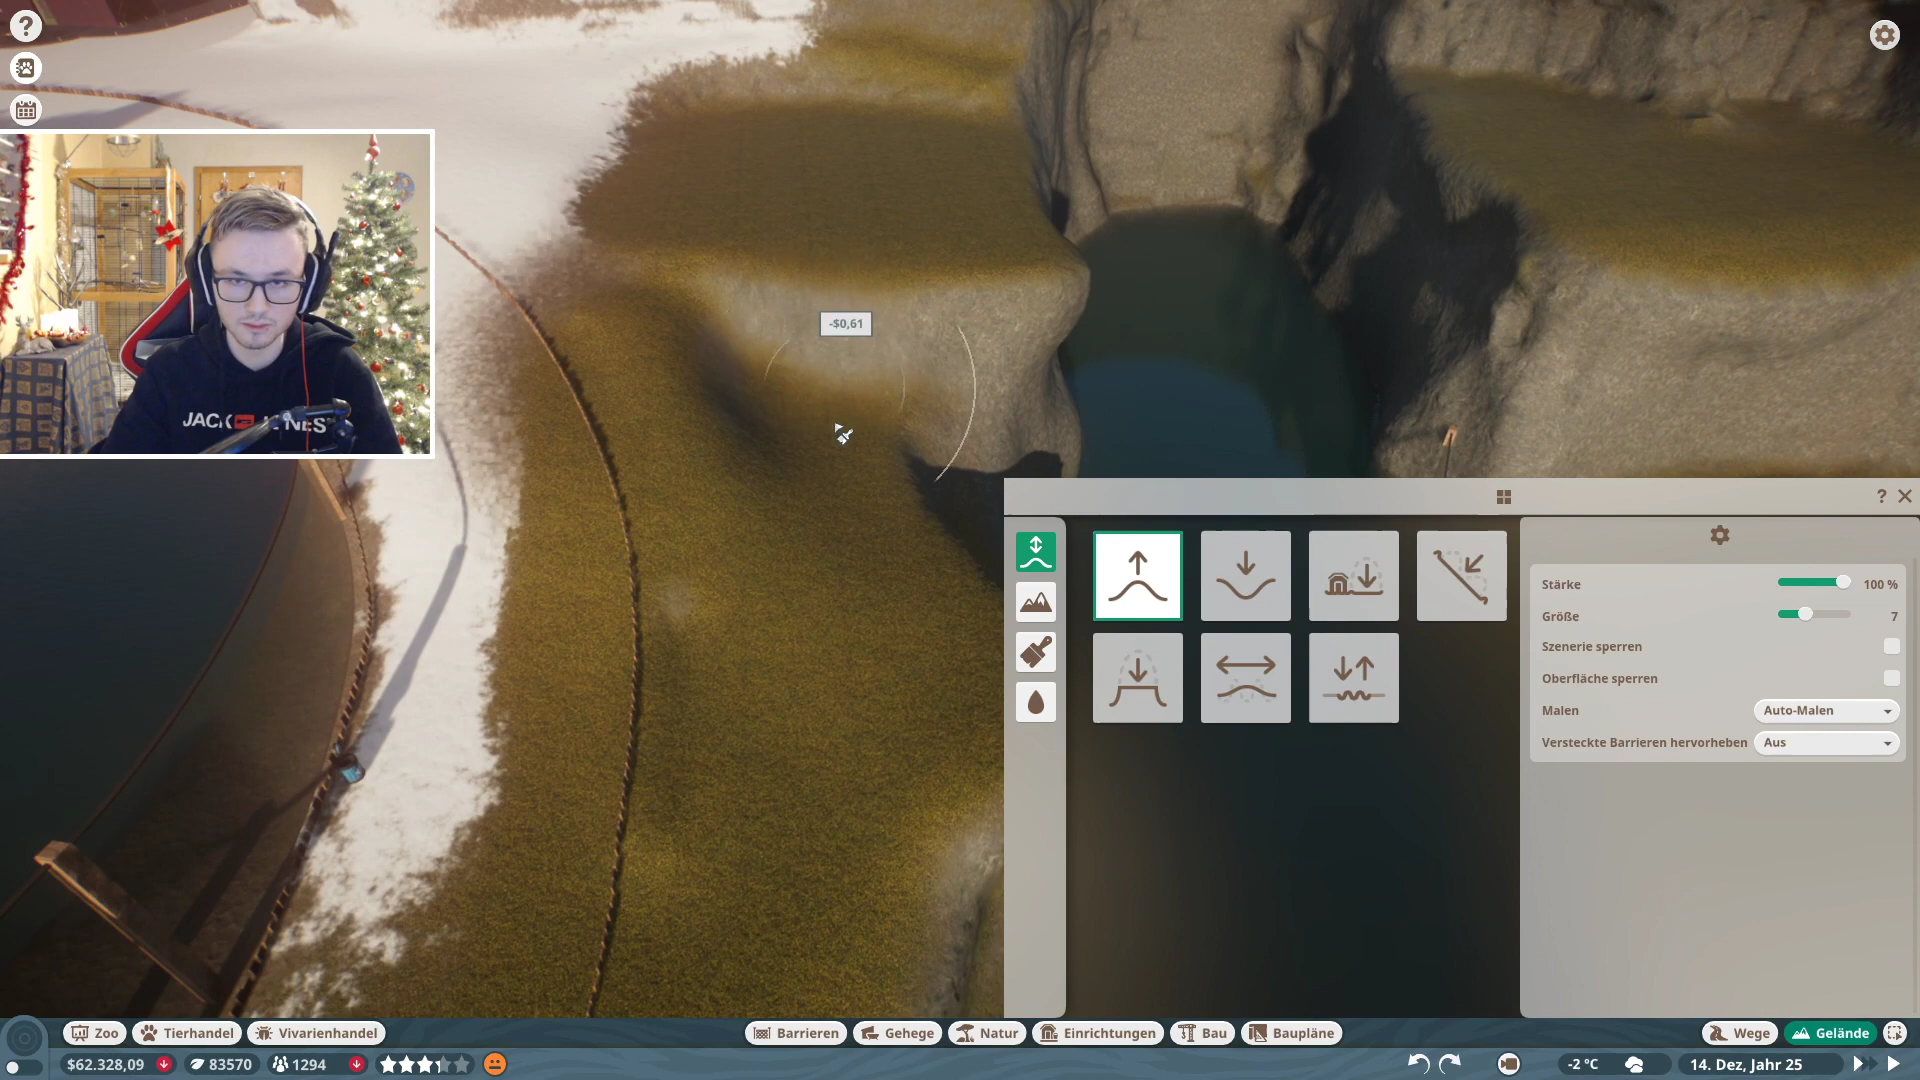 ?
-$0,61
?
Stärke 100 %
Größe 7
Szenerie sperren
Oberfläche sperren
Malen Auto-Malen
Versteckte Barrieren hervorheben Aus
Zoo Tierhandel Vivarienhandel Barrieren Gehege Natur Einrichtungen Bau Baupläne Wege Gelände
$62.328,09 83570 1294 -2 °C 14. Dez, Jahr 25